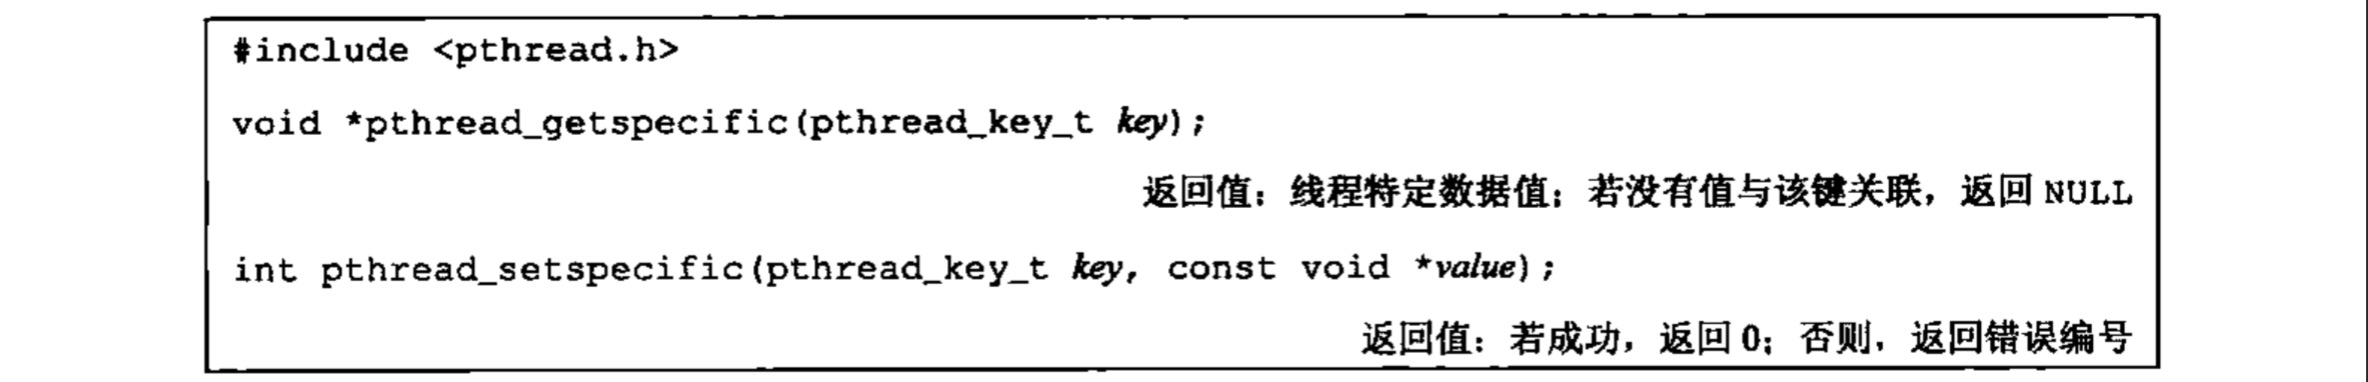 #include <pthread.h>
void *pthread_getspecific(pthread_key_t key);
返回值：线程特定数据值；若没有值与该键关联，返回 NULL
int pthread_setspecific(pthread_key_t key, const void *value);
返回值：若成功，返回 0；否则，返回错误编号